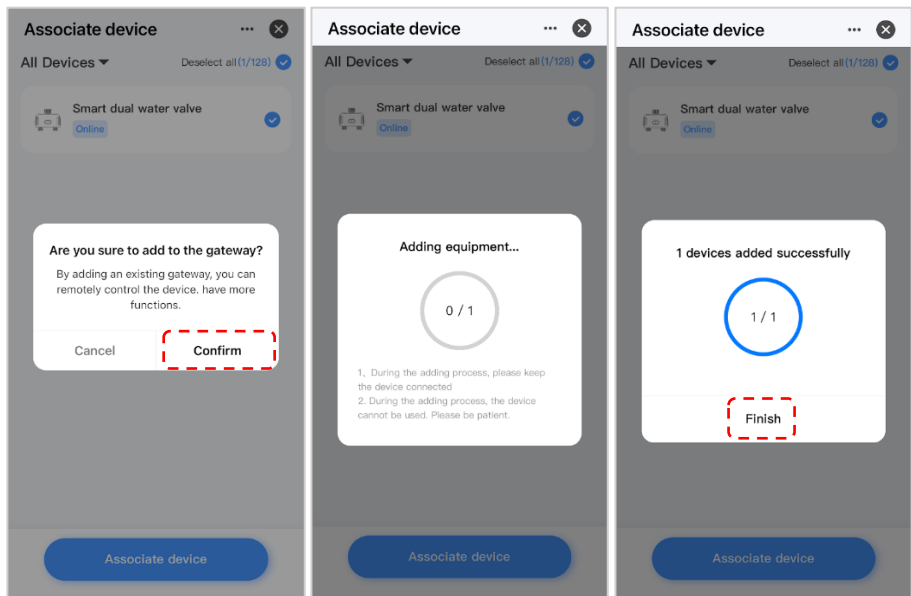 Associate device
All Devices
Deselect all(1/128)
Smart dual water valve
Online
Are you sure to add to the gateway?
By adding an existing gateway, you can
remotely control the device. have more
functions.
Cancel
Confirm
Associate device
Associate device
All Devices
Deselect all(1/128)
Smart dual water valve
Online
Adding equipment...
0 / 1
1、During the adding process, please keep
the device connected
2. During the adding process, the device
cannot be used. Please be patient.
Associate device
Associate device
All Devices
Deselect all(1/128)
Smart dual water valve
Online
1 devices added successfully
1 / 1
Finish
Associate device